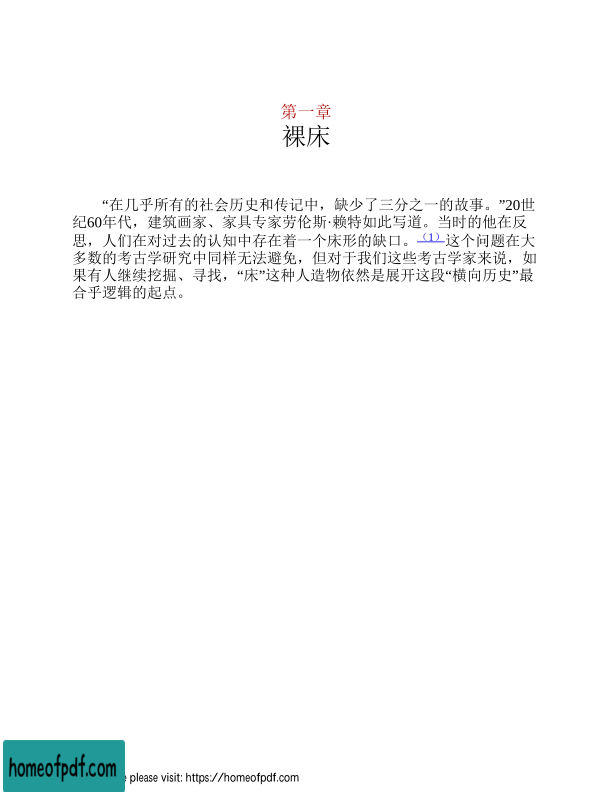 第一章
裸床
“在几乎所有的社会历史和传记中，缺少了三分之一的故事。”20世
纪60年代，建筑画家、家具专家劳伦斯·赖特如此写道。当时的他在反
思，人们在对过去的认知中存在着一个床形的缺口。（1）这个问题在大
多数的考古学研究中同样无法避免，但对于我们这些考古学家来说，如
果有人继续挖掘、寻找，“床”这种人造物依然是展开这段“横向历史”最
合乎逻辑的起点。
homeofpdf.com
e please visit: https://homeofpdf.com